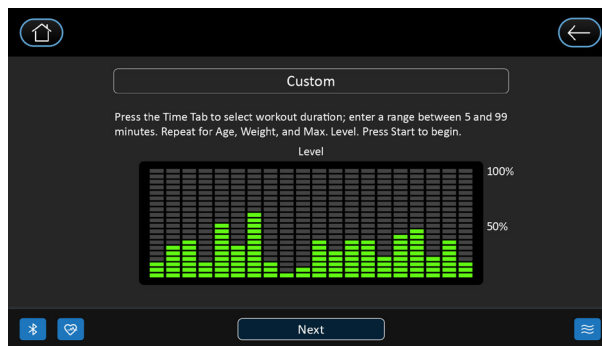 Custom
Press the Time Tab to select workout duration; enter a range between 5 and 99
minutes. Repeat for Age, Weight, and Max. Level. Press Start to begin.
Level
100%
50%
Next